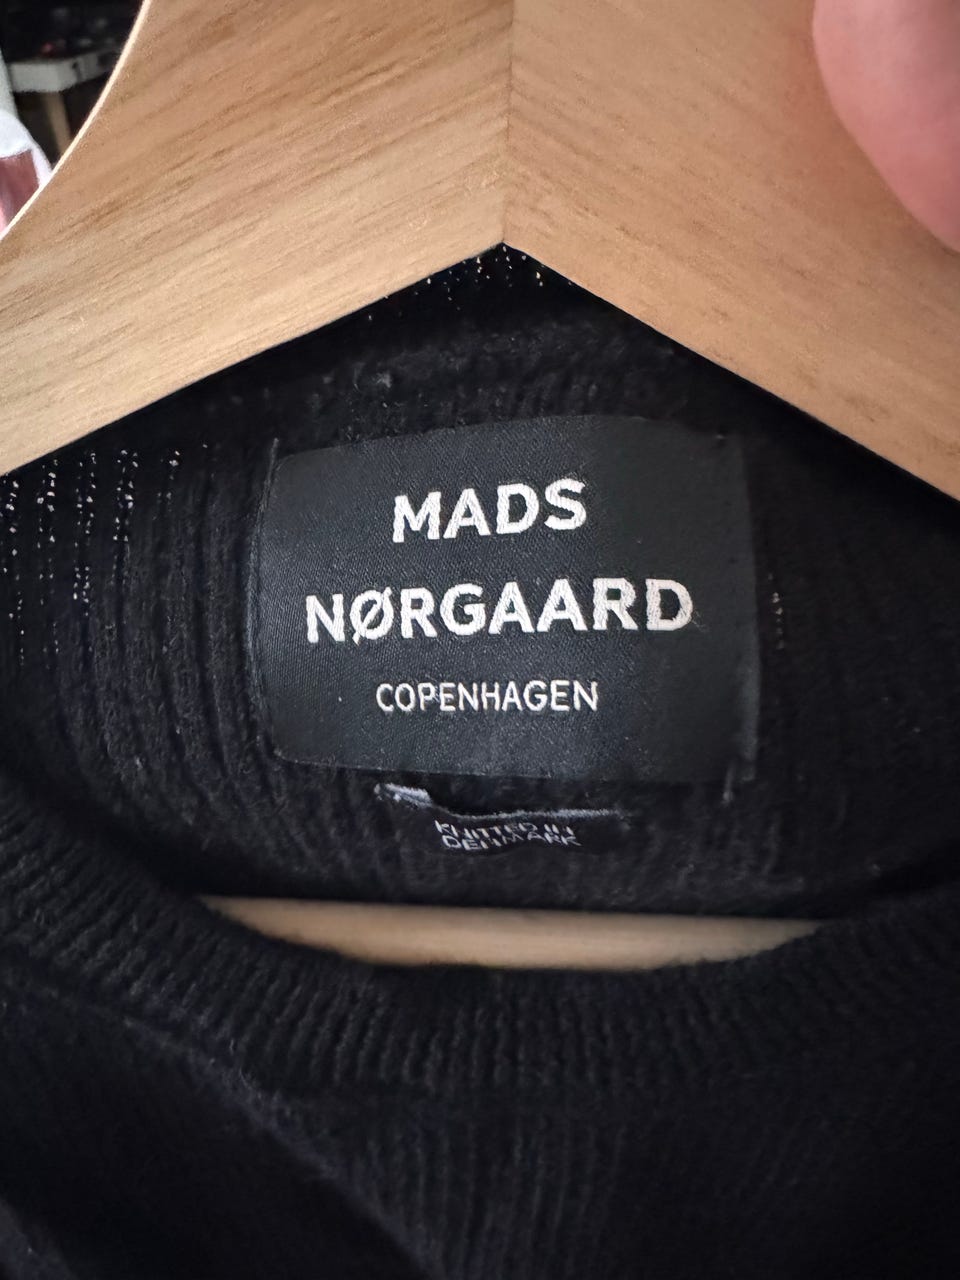 MADS
NØRGAARD
COPENHAGEN
KNITTED IN
DENMARK